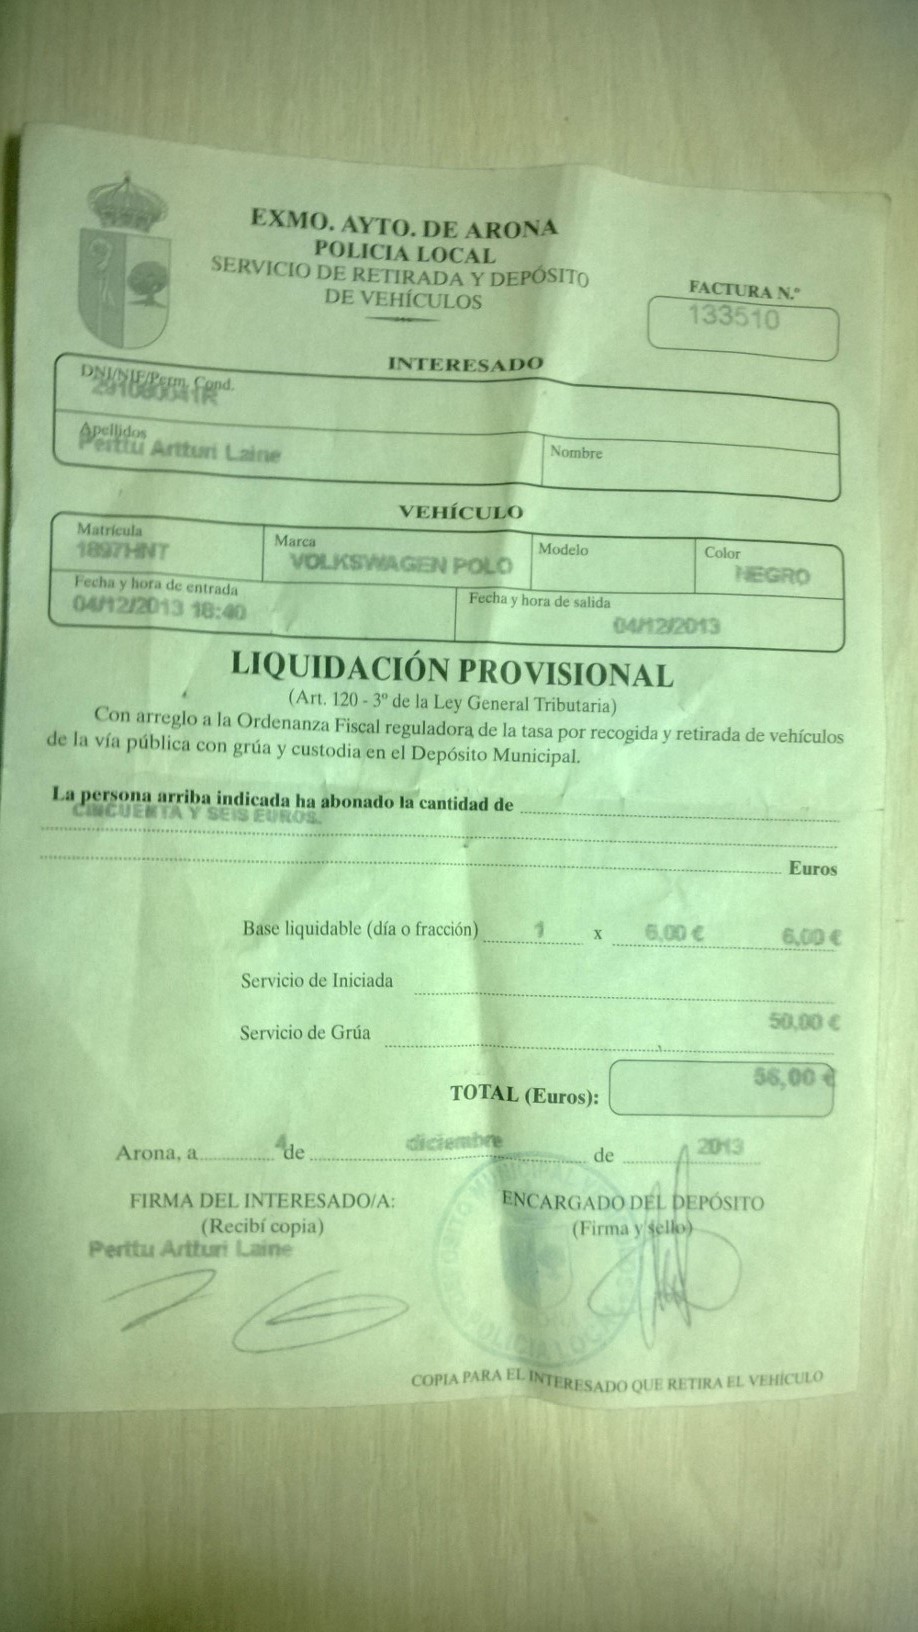 EXMO. AYTO. DE ARONA
POLICIA LOCAL
SERVICIO DE RETIRADA Y DEPÓSITO
DE VEHÍCULOS
FACTURA N.º
133510
INTERESADO
DNI/NIF/Perm. Cond.
Apellidos
Perttu Artturi Laine
Nombre
VEHÍCULO
Matrícula
1897HNT
Marca
VOLKSWAGEN POLO
Modelo
Color
NEGRO
Fecha y hora de entrada
04/12/2013 18:40
Fecha y hora de salida
04/12/2013
LIQUIDACIÓN PROVISIONAL
(Art. 120 - 3º de la Ley General Tributaria)
Con arreglo a la Ordenanza Fiscal reguladora de la tasa por recogida y retirada de vehículos
de la vía pública con grúa y custodia en el Depósito Municipal.
La persona arriba indicada ha abonado la cantidad de
CINCUENTA Y SEIS EUROS.
Euros
Base liquidable (día o fracción) 1 x 6,00 € 6,00 €
Servicio de Iniciada
Servicio de Grúa 50,00 €
TOTAL (Euros): 56,00 €
Arona, a 4 de diciembre de 2013
FIRMA DEL INTERESADO/A:
(Recibí copia)
Perttu Artturi Laine
ENCARGADO DEL DEPÓSITO
(Firma y sello)
POLICIA LOCAL
COPIA PARA EL INTERESADO QUE RETIRA EL VEHÍCULO